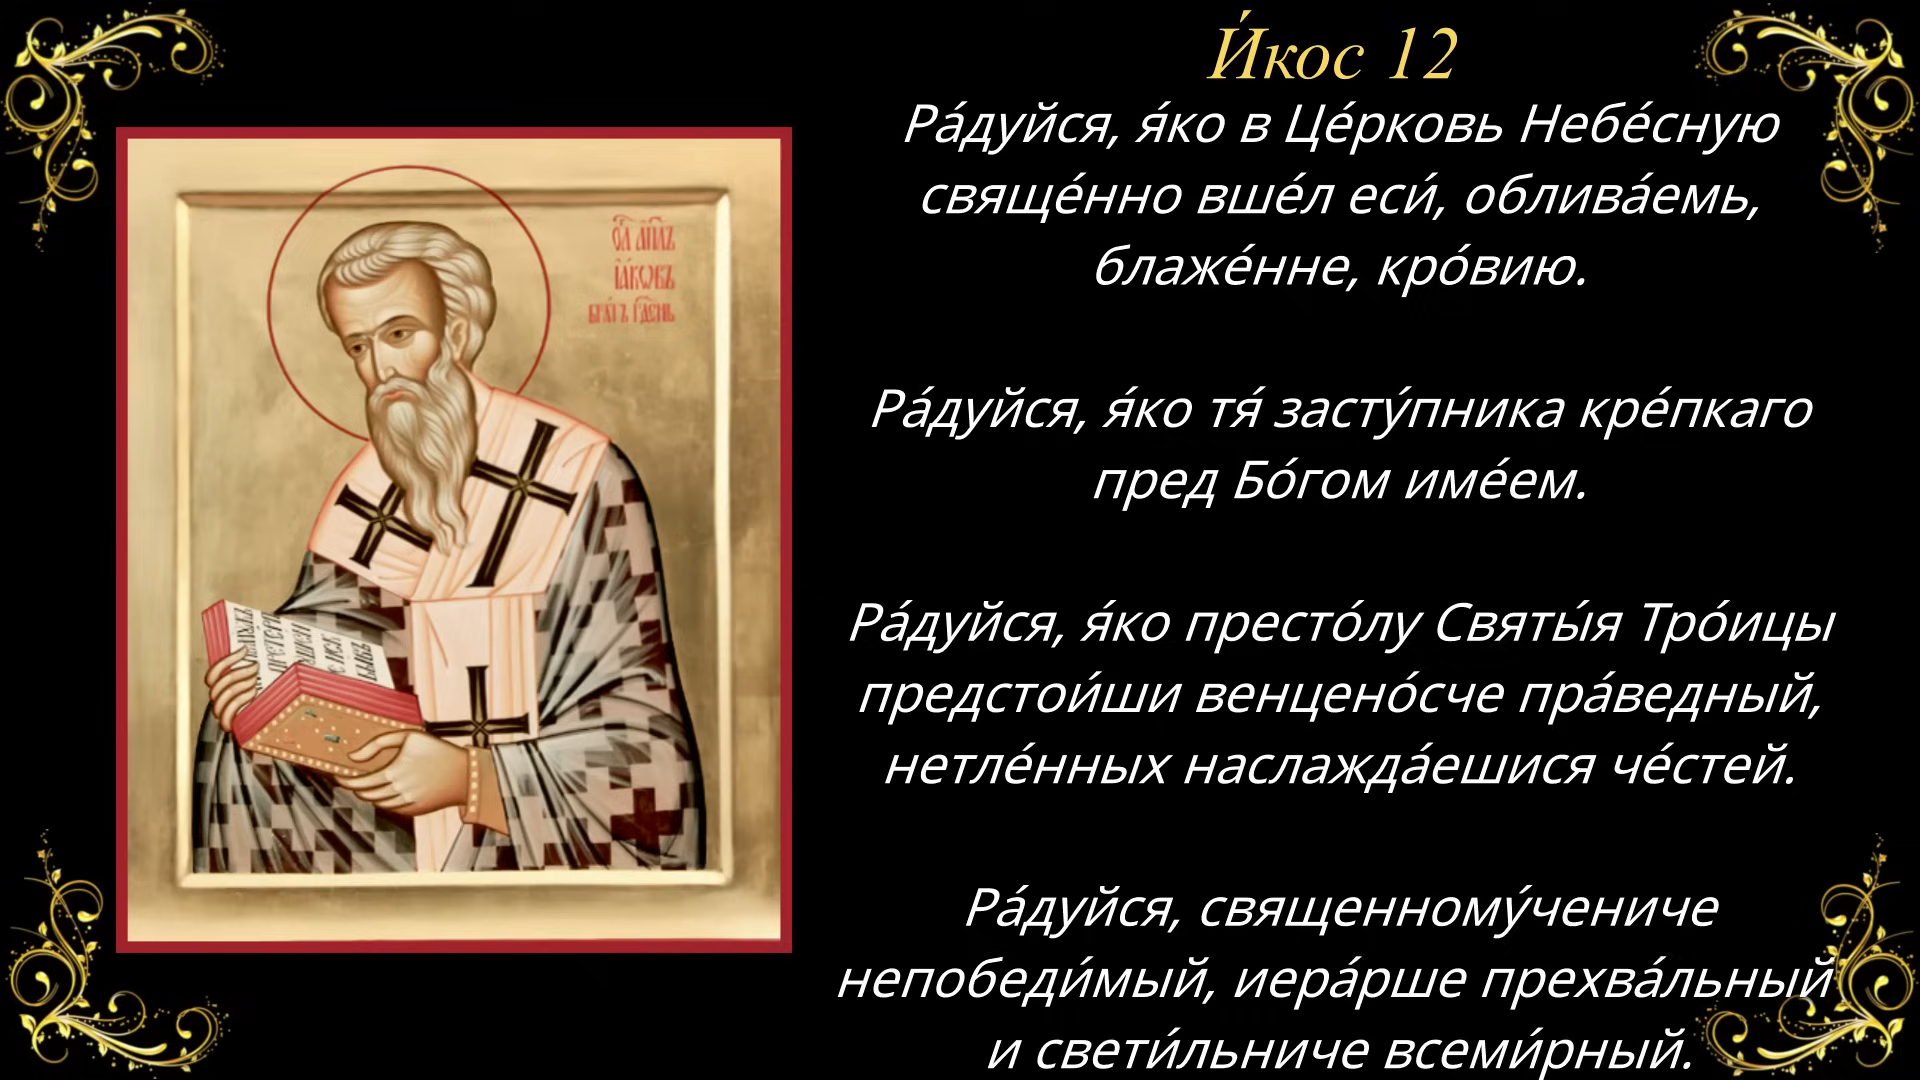 И́кос 12
Ра́дуйся, я́ко в Це́рковь Небе́сную
свяще́нно вше́л еси́, облива́емь,
блаже́нне, кро́вию.
Ра́дуйся, я́ко тя́ засту́пника кре́пкаго
пред Бо́гом име́ем.
Ра́дуйся, я́ко престо́лу Святы́я Тро́ицы
предстои́ши венцено́сче пра́ведный,
нетле́нных наслажда́ешися че́стей.
Ра́дуйся, священному́чениче
непобеди́мый, иера́рше прехва́льный
и свети́льниче всеми́рный.